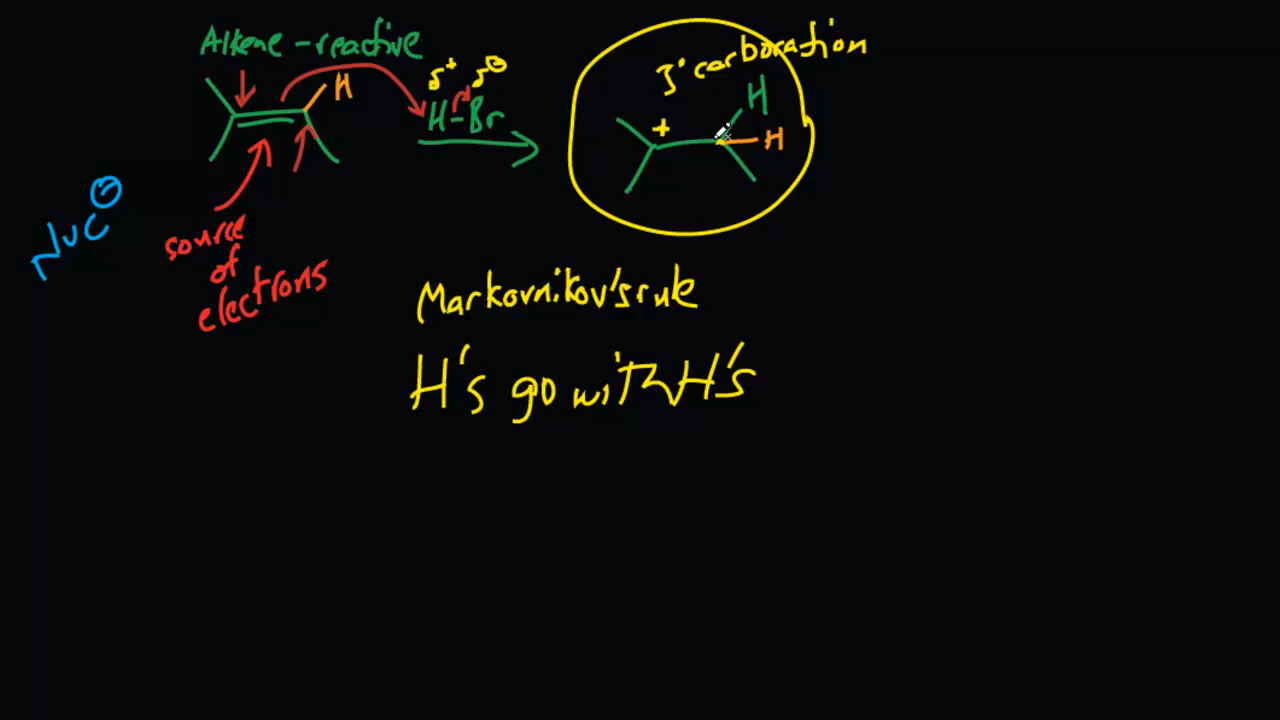 Alkene - reactive
δ+ δ⊖
H
H-Br
3° carbocation
H
+
H
Nuc⊖
source
of
electrons
Markovnikov's rule
H's go with H's